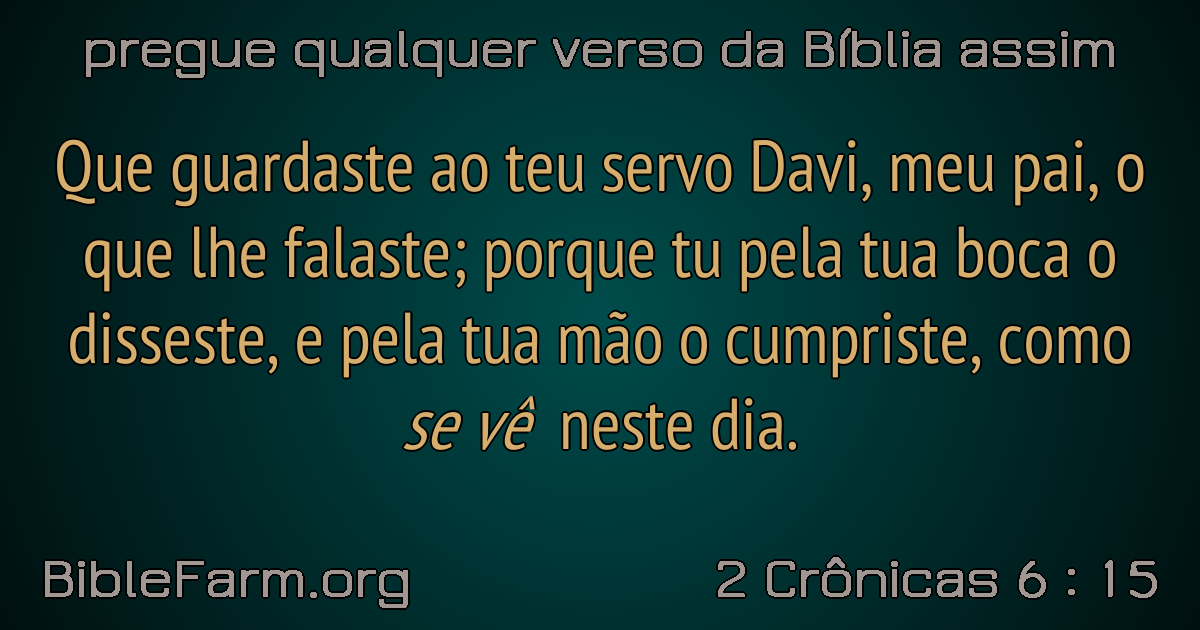 pregue qualquer verso da Bíblia assim
Que guardaste ao teu servo Davi, meu pai, o
que lhe falaste; porque tu pela tua boca o
disseste, e pela tua mão o cumpriste, como
se vê neste dia.
BibleFarm.org
2 Crônicas 6 : 15